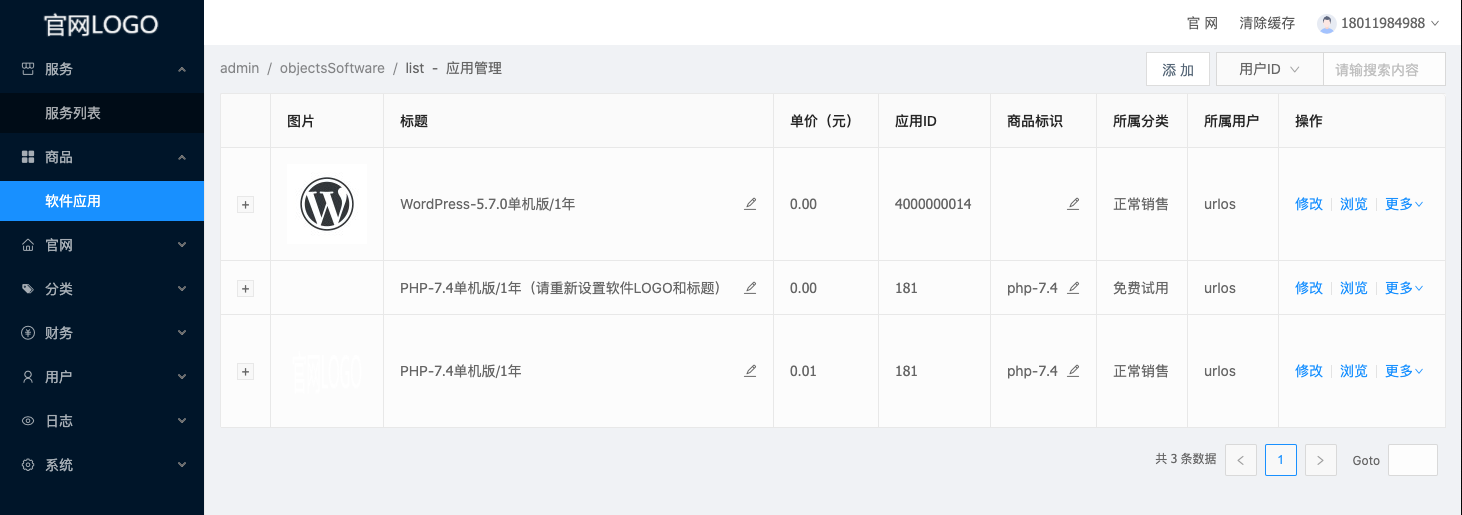 官网LOGO
官 网
清除缓存
18011984988
服务
服务列表
商品
软件应用
官网
分类
财务
用户
日志
系统
admin / objectsSoftware / list - 应用管理
添 加
用户ID
请输搜索内容
图片 标题 单价（元） 应用ID 商品标识 所属分类 所属用户 操作
WordPress-5.7.0单机版/1年 0.00 4000000014 正常销售 urlos 修改 浏览 更多
PHP-7.4单机版/1年（请重新设置软件LOGO和标题） 0.00 181 php-7.4 免费试用 urlos 修改 浏览 更多
官网LOGO PHP-7.4单机版/1年 0.01 181 php-7.4 正常销售 urlos 修改 浏览 更多
共 3 条数据 < 1 > Goto